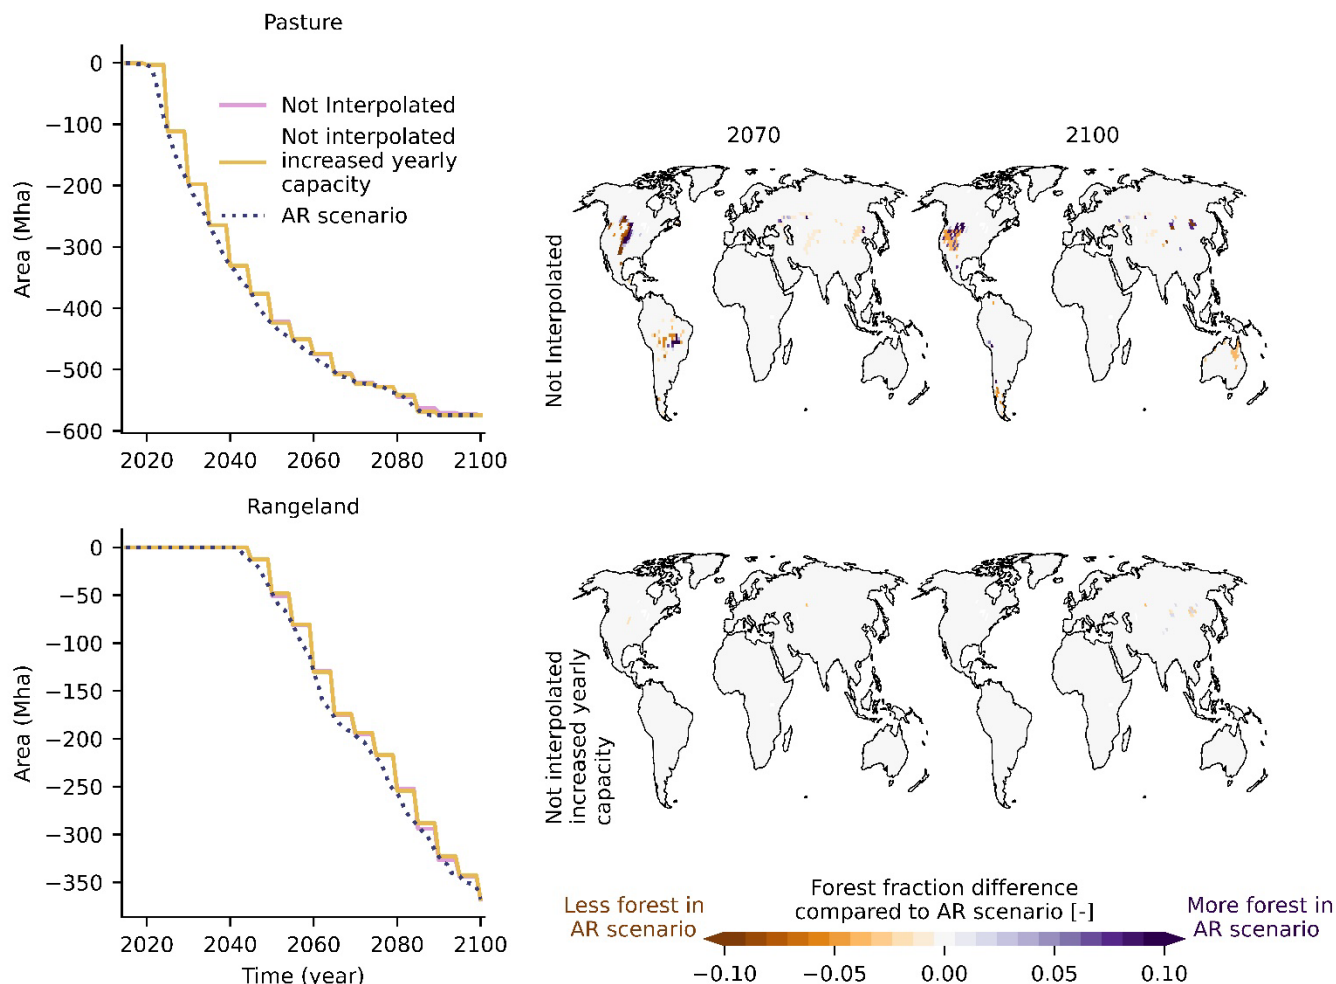 Pasture
0
−100
−200
−300
−400
−500
−600
Area (Mha)
2020 2040 2060 2080 2100
Not Interpolated
Not interpolated
increased yearly
capacity
AR scenario
Rangeland
0
−50
−100
−150
−200
−250
−300
−350
Area (Mha)
2020 2040 2060 2080 2100
Time (year)
2070 2100
Not Interpolated
Not interpolated
increased yearly
capacity
Forest fraction difference
compared to AR scenario [-]
Less forest in
AR scenario
More forest in
AR scenario
−0.10 −0.05 0.00 0.05 0.10